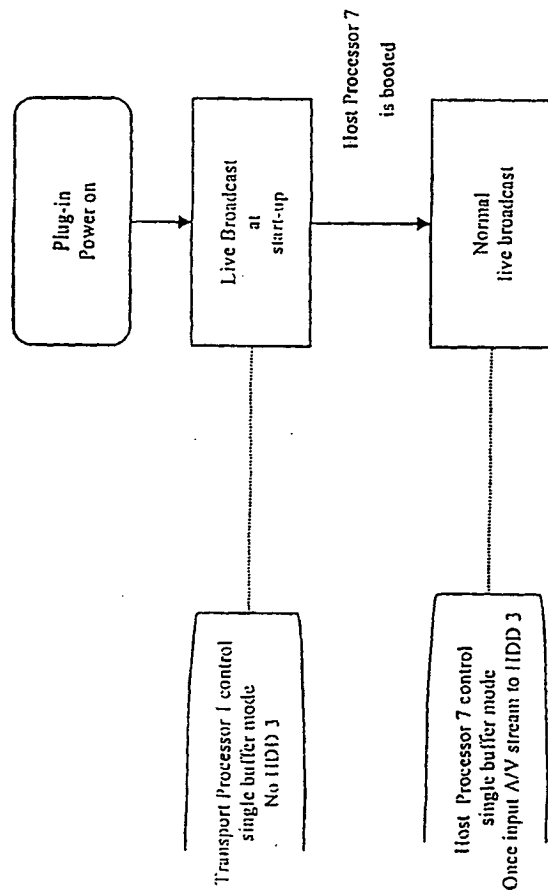 Plug-in
Power on
Live Broadcast
at
start-up
Host Processor 7
is booted
Normal
live broadcast
Transport Processor 1 control
single buffer mode
No HDD 3
Host Processor 7 control
single buffer mode
Once input A/V stream to HDD 3